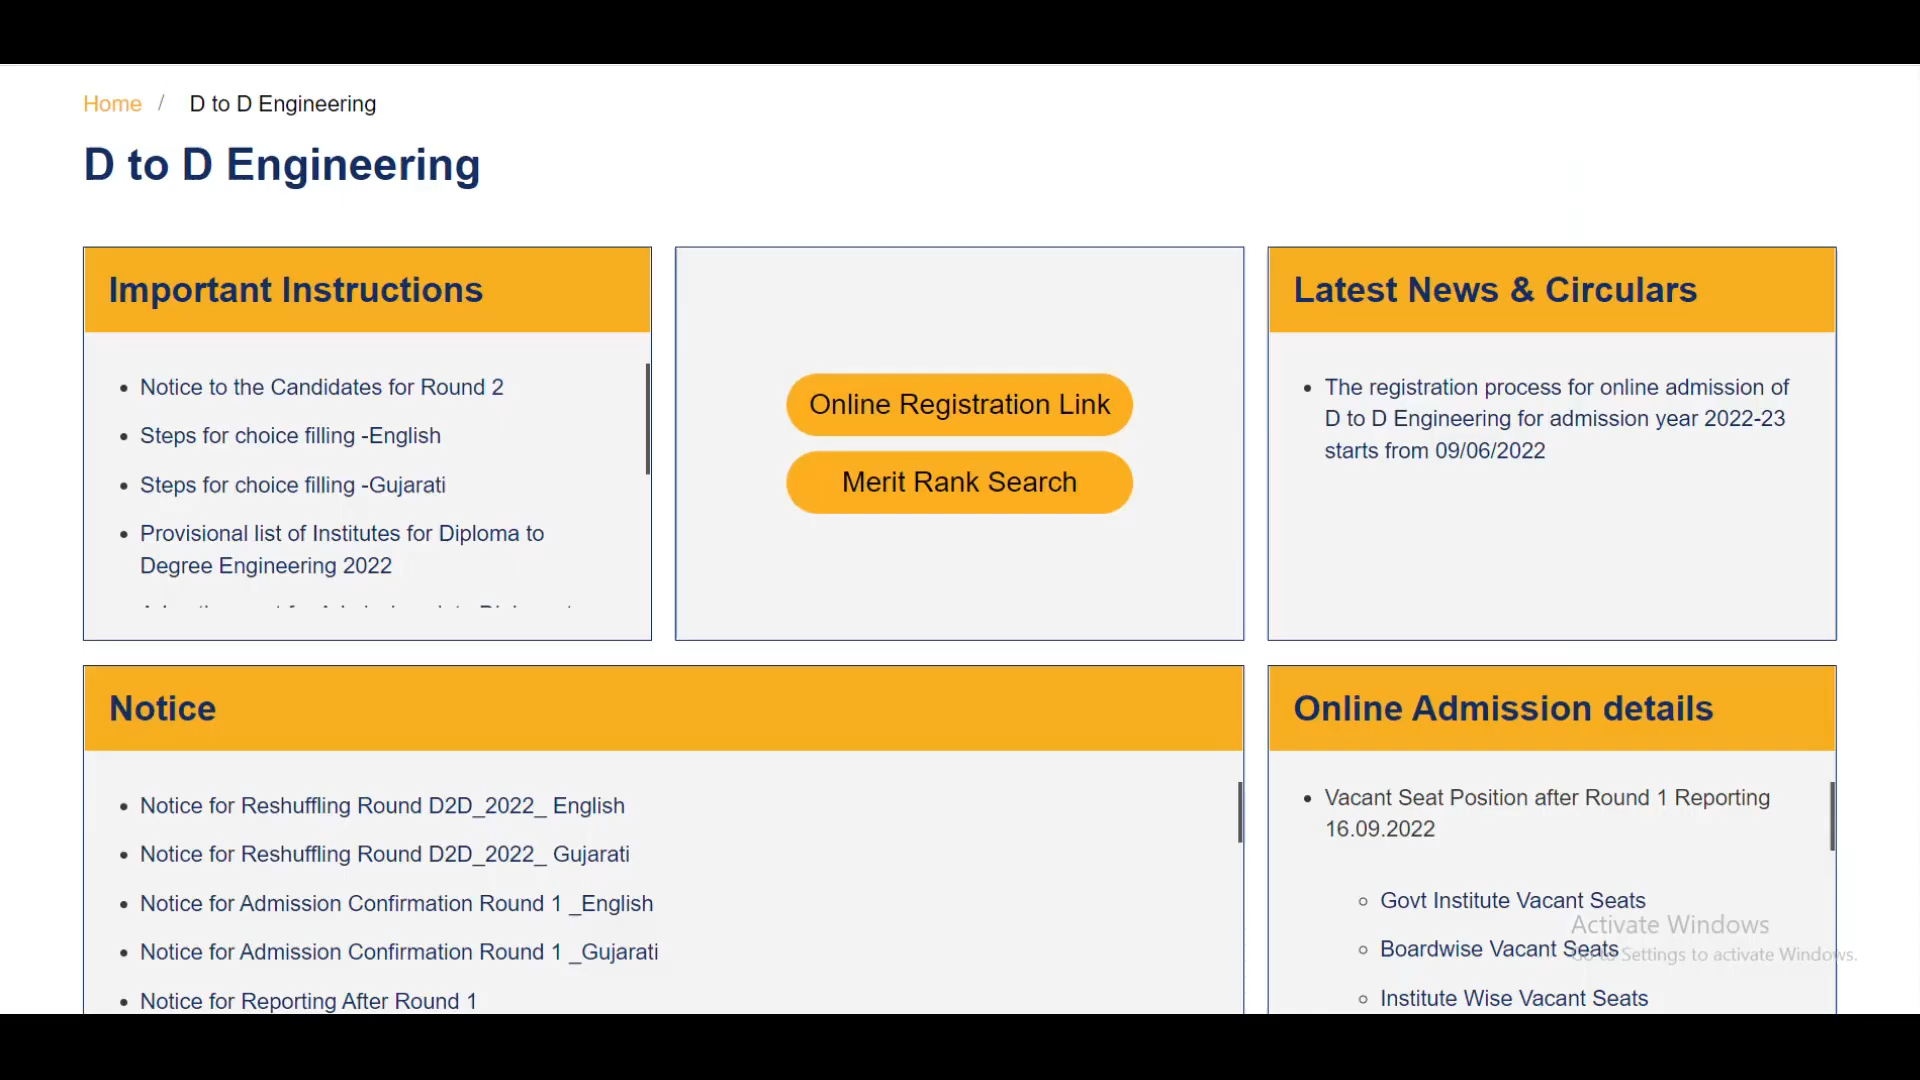 Home / D to D Engineering
D to D Engineering
Important Instructions
Notice to the Candidates for Round 2
Steps for choice filling -English
Steps for choice filling -Gujarati
Provisional list of Institutes for Diploma to
Degree Engineering 2022
Online Registration Link
Merit Rank Search
Latest News & Circulars
The registration process for online admission of
D to D Engineering for admission year 2022-23
starts from 09/06/2022
Notice
Notice for Reshuffling Round D2D_2022_ English
Notice for Reshuffling Round D2D_2022_ Gujarati
Notice for Admission Confirmation Round 1 _English
Notice for Admission Confirmation Round 1 _Gujarati
Notice for Reporting After Round 1
Online Admission details
Vacant Seat Position after Round 1 Reporting
16.09.2022
Govt Institute Vacant Seats
Boardwise Vacant Seats
Institute Wise Vacant Seats
Activate Windows
Go to Settings to activate Windows.